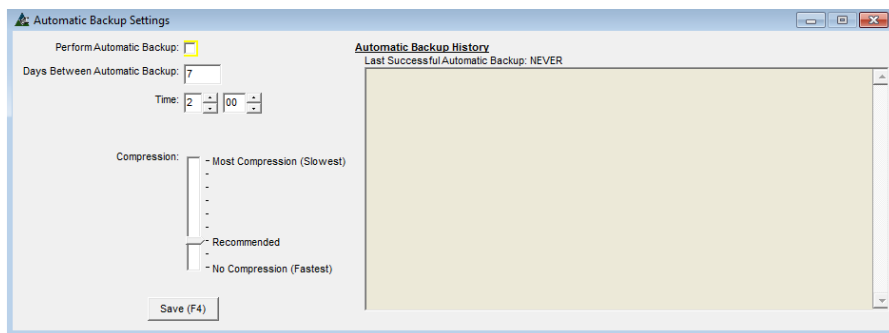 Automatic Backup Settings
Perform Automatic Backup:
Days Between Automatic Backup: 7
Time: 2 00
Compression:
Most Compression (Slowest)
Recommended
No Compression (Fastest)
Save (F4)
Automatic Backup History
Last Successful Automatic Backup: NEVER